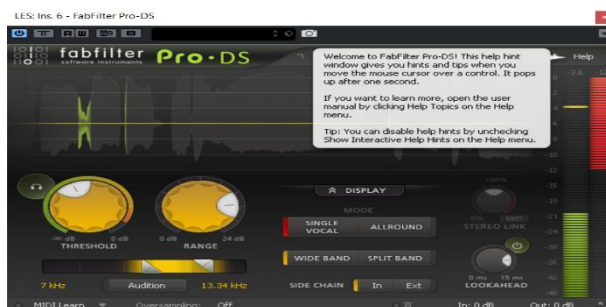 LES: Ins. 6 - FabFilter Pro-DS
fabfilter Pro·DS
software instruments
Help
Welcome to FabFilter Pro-DS! This help hint
window gives you hints and tips when you
move the mouse cursor over a control. It pops
up after one second.
If you want to learn more, open the user
manual by clicking Help Topics on the Help
menu.
Tip: You can disable help hints by unchecking
Show Interactive Help Hints on the Help menu.
DISPLAY
MODE
SINGLE VOCAL ALLROUND
WIDE BAND SPLIT BAND
SIDE CHAIN In Ext
-∞ dB 0 dB
THRESHOLD
0 dB 24 dB
RANGE
7 kHz Audition 13.34 kHz
100%
0% MID
STEREO LINK
0 ms 15 ms
LOOKAHEAD
MIDI Learn Oversampling: Off In: 0 dB Out: 0 dB